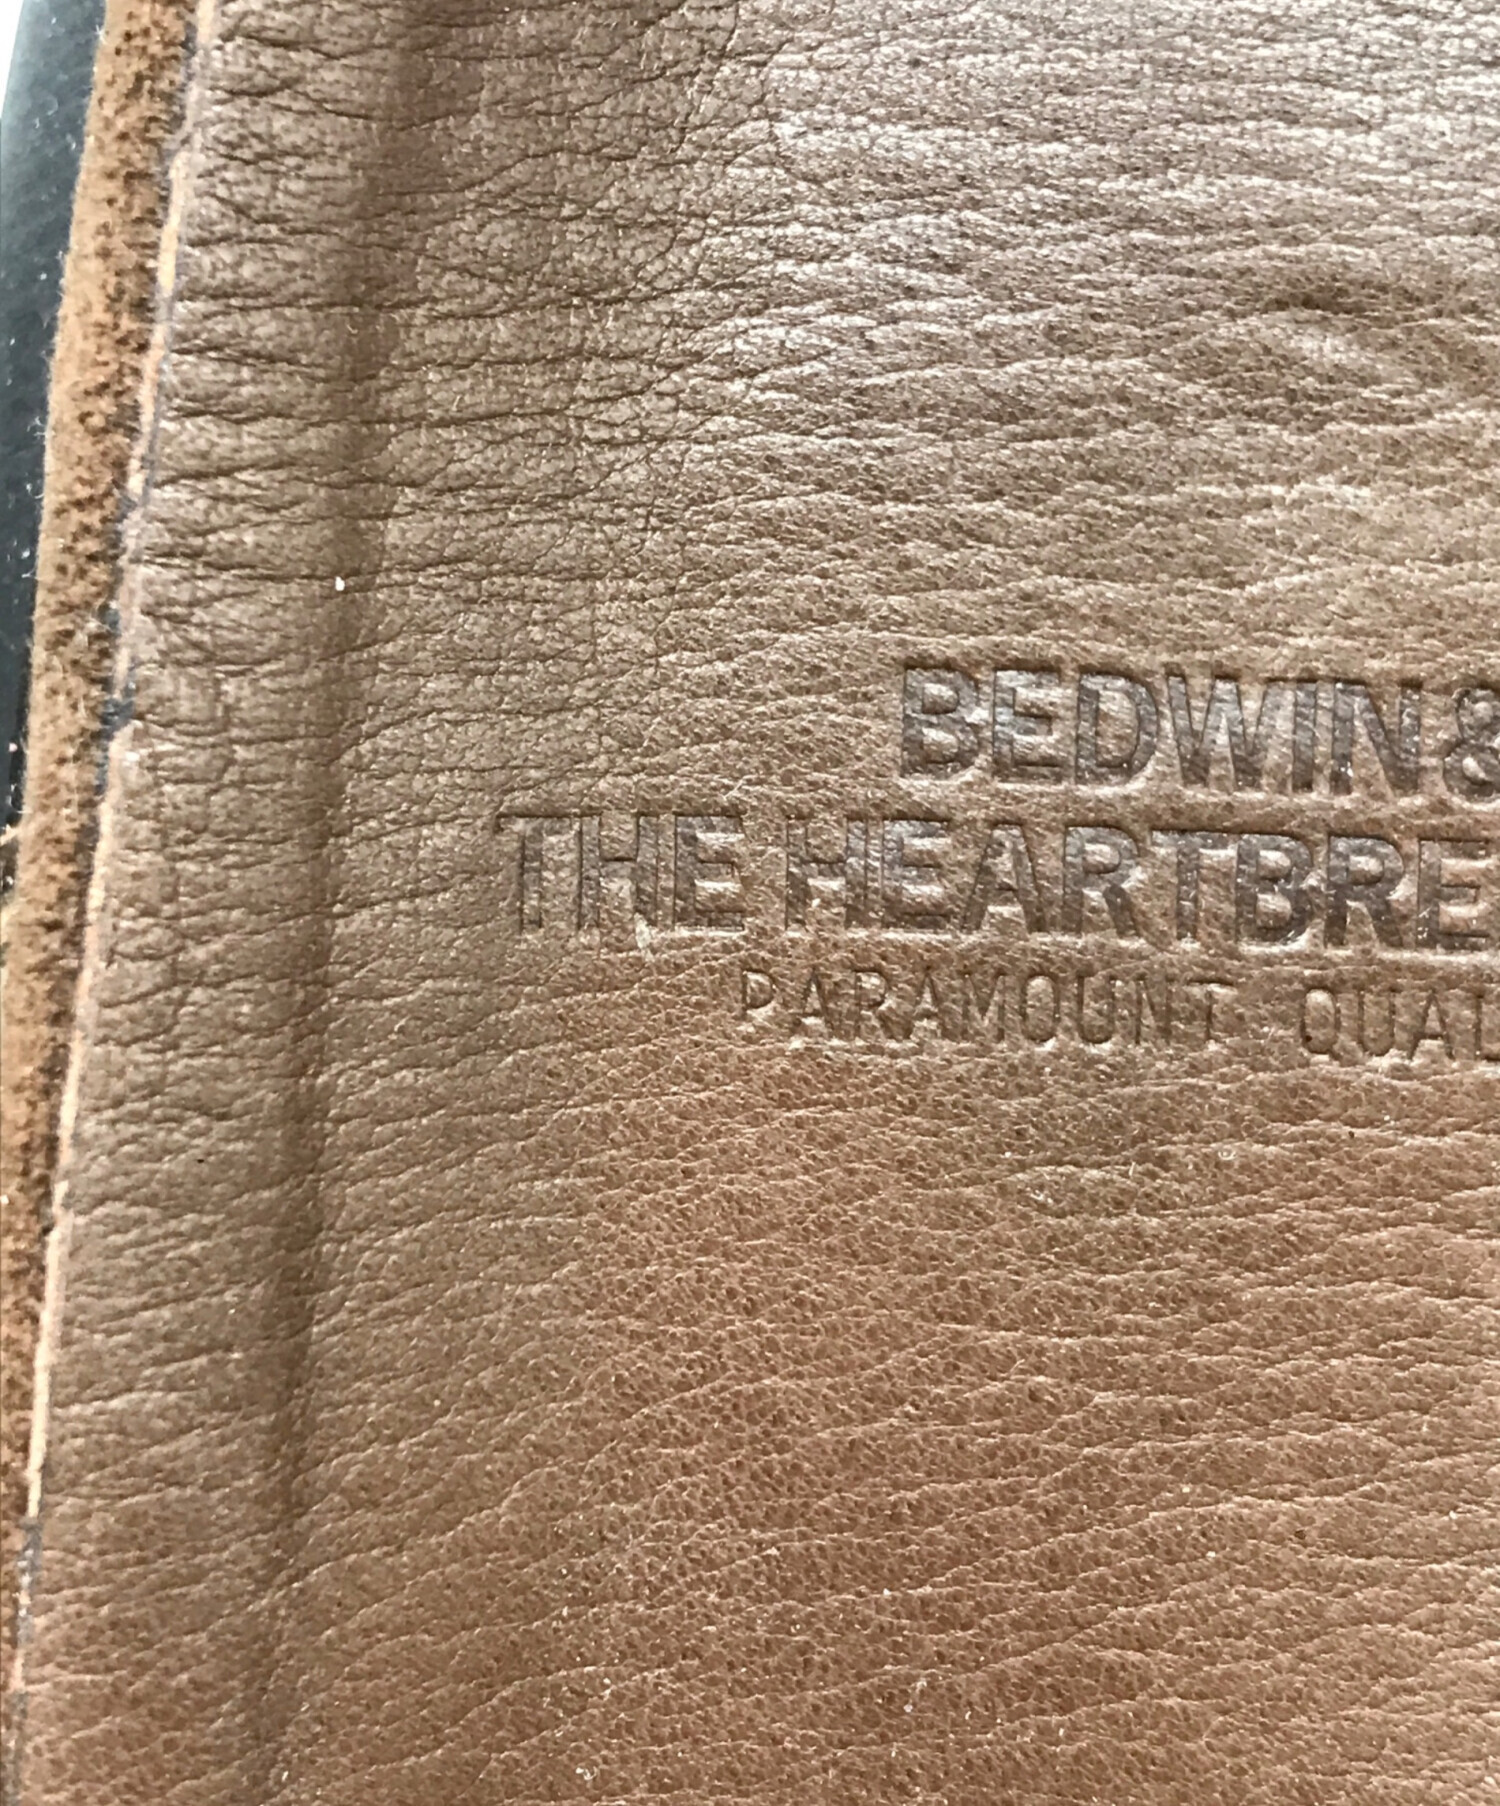 BEDWIN &
THE HEARTBRE
PARAMOUNT QUAL